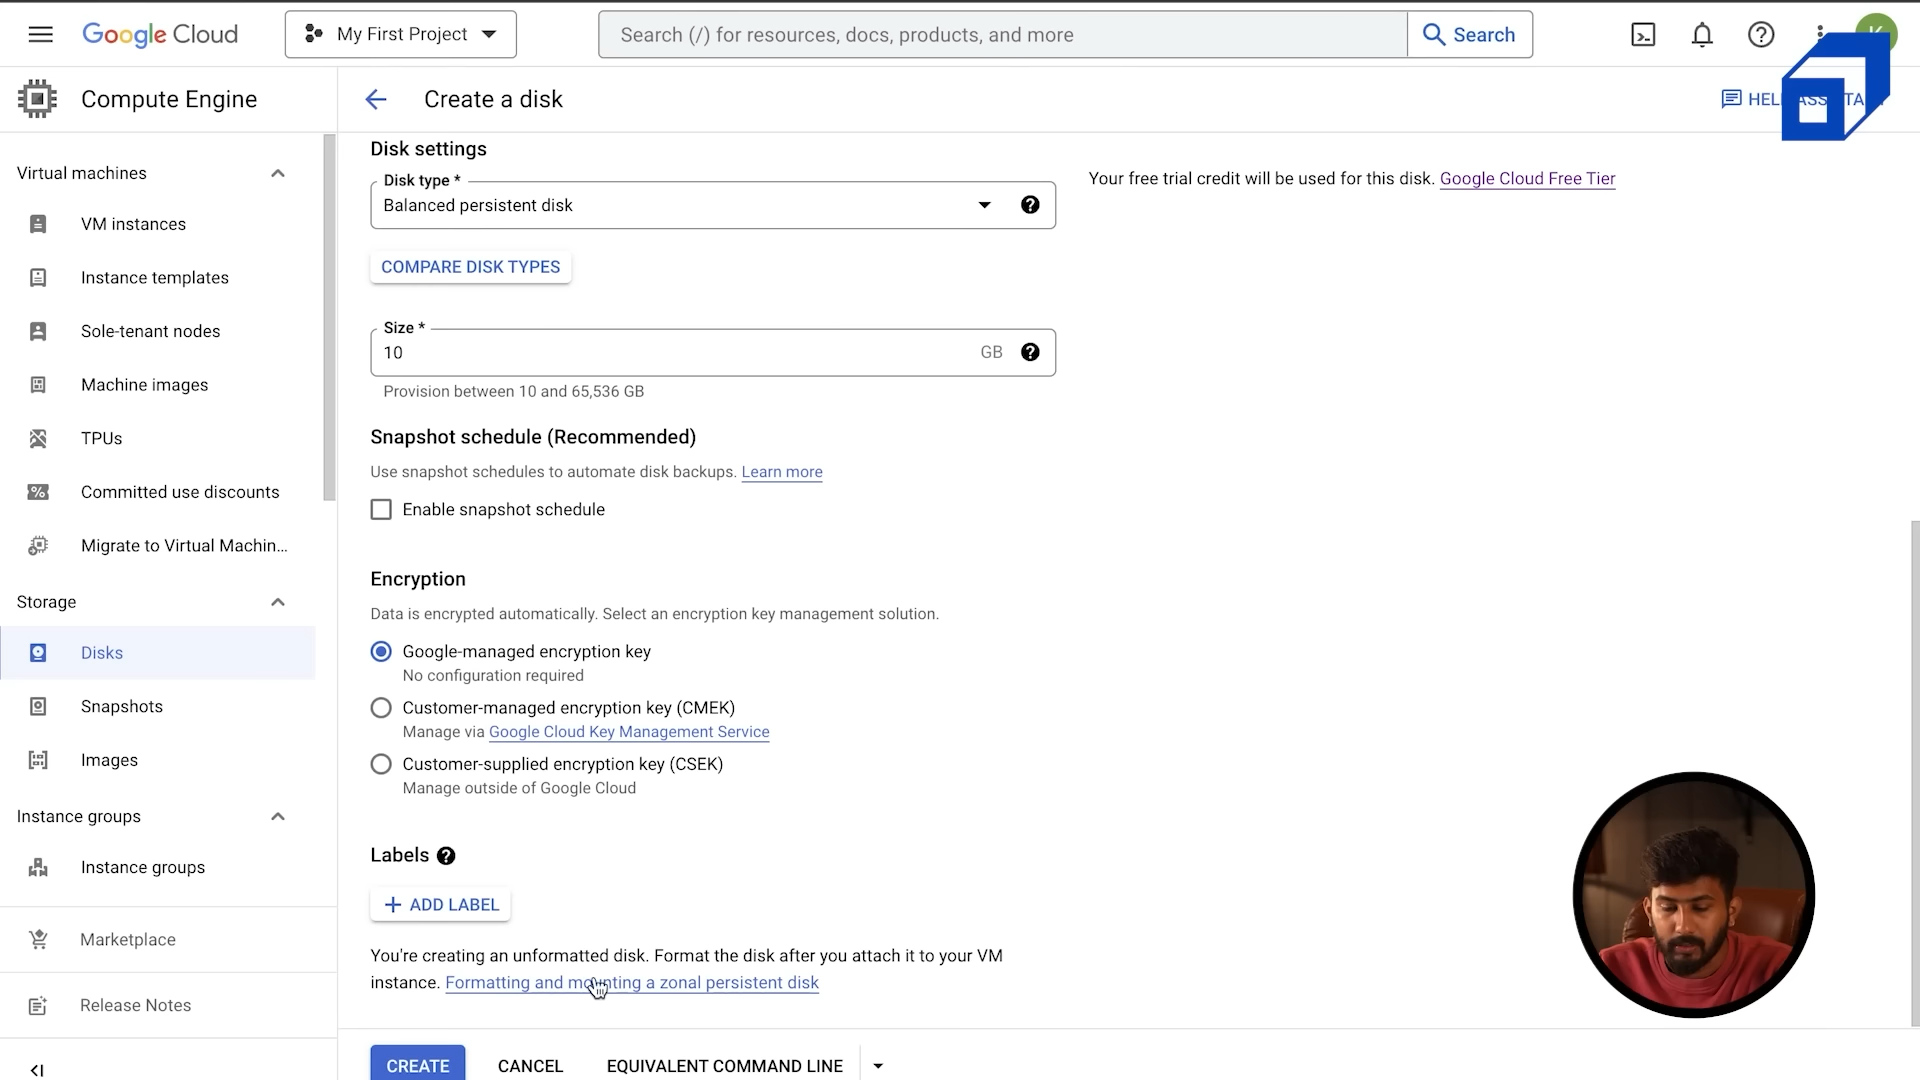 Google Cloud
My First Project
Search (/) for resources, docs, products, and more
Search
Compute Engine
Create a disk
Virtual machines
VM instances
Instance templates
Sole-tenant nodes
Machine images
TPUs
Committed use discounts
Migrate to Virtual Machin...
Storage
Disks
Snapshots
Images
Instance groups
Instance groups
Marketplace
Release Notes
Disk settings
Disk type *
Balanced persistent disk
COMPARE DISK TYPES
Size *
10
GB
Provision between 10 and 65,536 GB
Snapshot schedule (Recommended)
Use snapshot schedules to automate disk backups. Learn more
Enable snapshot schedule
Encryption
Data is encrypted automatically. Select an encryption key management solution.
Google-managed encryption key
No configuration required
Customer-managed encryption key (CMEK)
Manage via Google Cloud Key Management Service
Customer-supplied encryption key (CSEK)
Manage outside of Google Cloud
Labels
+ ADD LABEL
You're creating an unformatted disk. Format the disk after you attach it to your VM
instance. Formatting and mounting a zonal persistent disk
CREATE
CANCEL
EQUIVALENT COMMAND LINE
Your free trial credit will be used for this disk. Google Cloud Free Tier